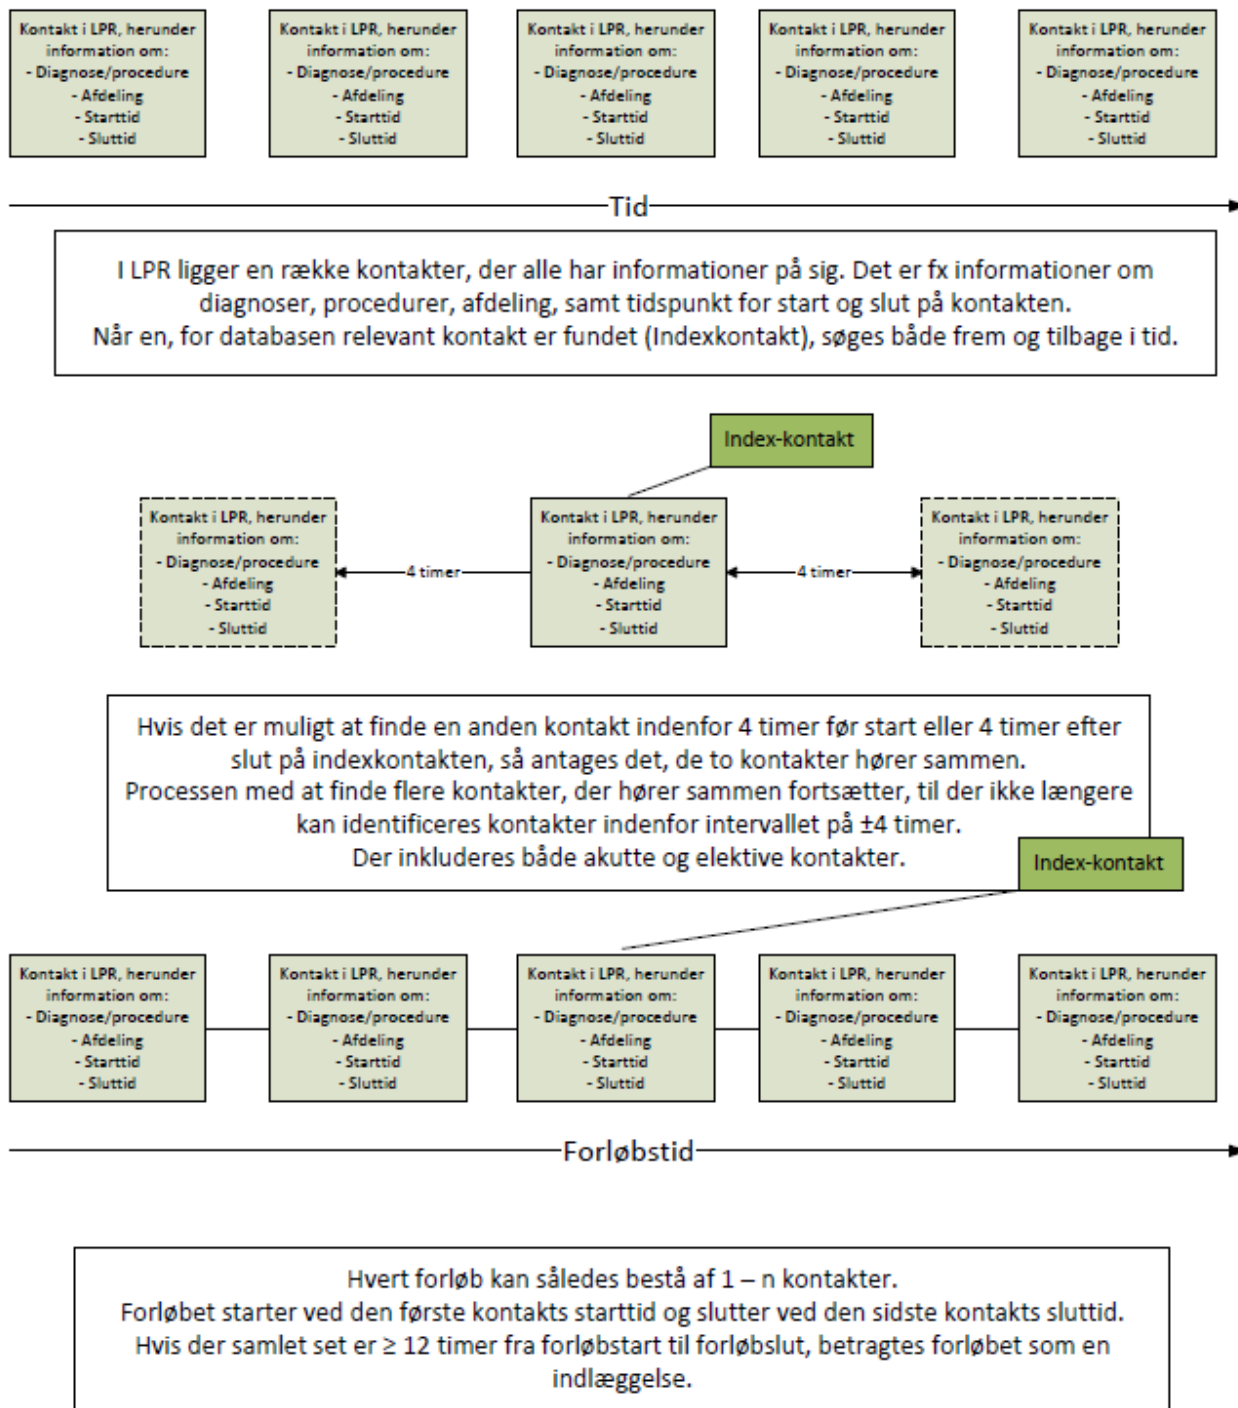 Kontakt i LPR, herunder
information om:
- Diagnose/procedure
- Afdeling
- Starttid
- Sluttid
Kontakt i LPR, herunder
information om:
- Diagnose/procedure
- Afdeling
- Starttid
- Sluttid
Kontakt i LPR, herunder
information om:
- Diagnose/procedure
- Afdeling
- Starttid
- Sluttid
Kontakt i LPR, herunder
information om:
- Diagnose/procedure
- Afdeling
- Starttid
- Sluttid
Kontakt i LPR, herunder
information om:
- Diagnose/procedure
- Afdeling
- Starttid
- Sluttid
Tid
I LPR ligger en række kontakter, der alle har informationer på sig. Det er fx informationer om
diagnoser, procedurer, afdeling, samt tidspunkt for start og slut på kontakten.
Når en, for databasen relevant kontakt er fundet (Indexkontakt), søges både frem og tilbage i tid.
Index-kontakt
Kontakt i LPR, herunder
information om:
- Diagnose/procedure
- Afdeling
- Starttid
- Sluttid
4 timer
Kontakt i LPR, herunder
information om:
- Diagnose/procedure
- Afdeling
- Starttid
- Sluttid
4 timer
Kontakt i LPR, herunder
information om:
- Diagnose/procedure
- Afdeling
- Starttid
- Sluttid
Hvis det er muligt at finde en anden kontakt indenfor 4 timer før start eller 4 timer efter
slut på indexkontakten, så antages det, de to kontakter hører sammen.
Processen med at finde flere kontakter, der hører sammen fortsætter, til der ikke længere
kan identificeres kontakter indenfor intervallet på ±4 timer.
Der inkluderes både akutte og elektive kontakter.
Index-kontakt
Kontakt i LPR, herunder
information om:
- Diagnose/procedure
- Afdeling
- Starttid
- Sluttid
Kontakt i LPR, herunder
information om:
- Diagnose/procedure
- Afdeling
- Starttid
- Sluttid
Kontakt i LPR, herunder
information om:
- Diagnose/procedure
- Afdeling
- Starttid
- Sluttid
Kontakt i LPR, herunder
information om:
- Diagnose/procedure
- Afdeling
- Starttid
- Sluttid
Kontakt i LPR, herunder
information om:
- Diagnose/procedure
- Afdeling
- Starttid
- Sluttid
Forløbstid
Hvert forløb kan således bestå af 1 – n kontakter.
Forløbet starter ved den første kontakts starttid og slutter ved den sidste kontakts sluttid.
Hvis der samlet set er ≥ 12 timer fra forløbstart til forløbslut, betragtes forløbet som en
indlæggelse.